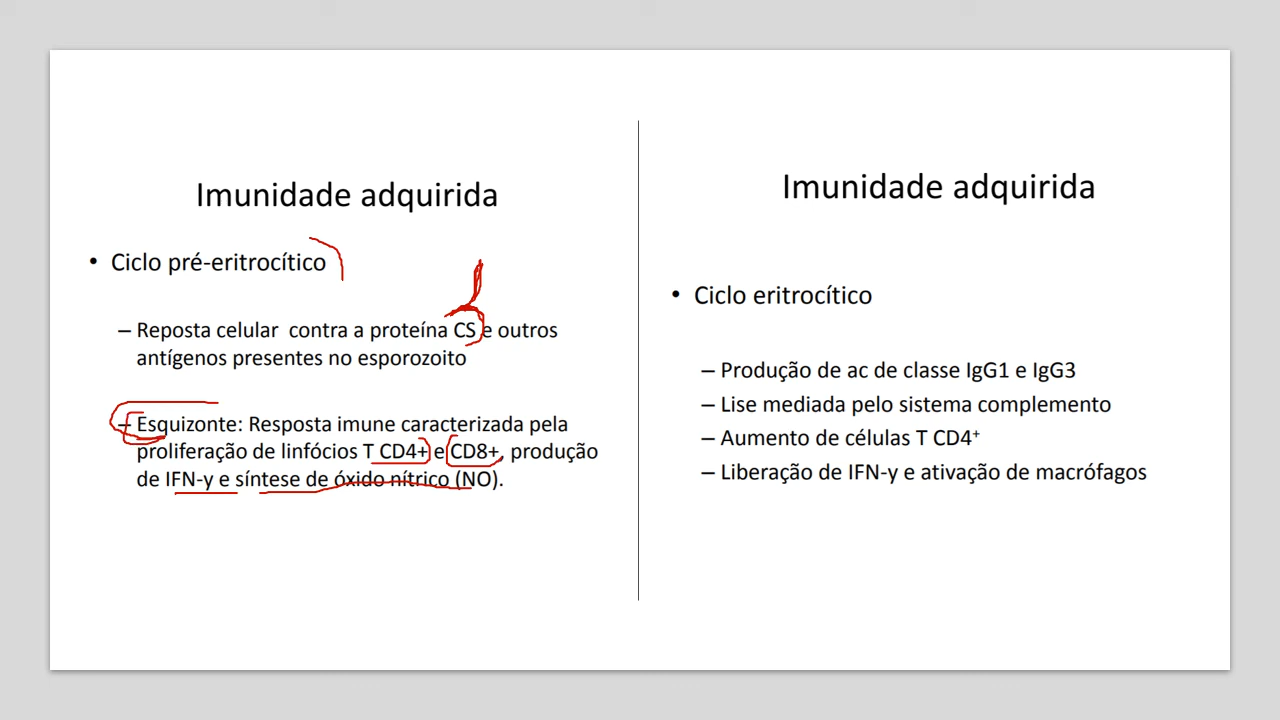 Imunidade adquirida
• Ciclo pré-eritrocítico
– Reposta celular contra a proteína CS e outros
antígenos presentes no esporozoito
– Esquizonte: Resposta imune caracterizada pela
proliferação de linfócios T CD4+ e CD8+, produção
de IFN-y e síntese de óxido nítrico (NO).
Imunidade adquirida
• Ciclo eritrocítico
– Produção de ac de classe IgG1 e IgG3
– Lise mediada pelo sistema complemento
– Aumento de células T CD4⁺
– Liberação de IFN-y e ativação de macrófagos